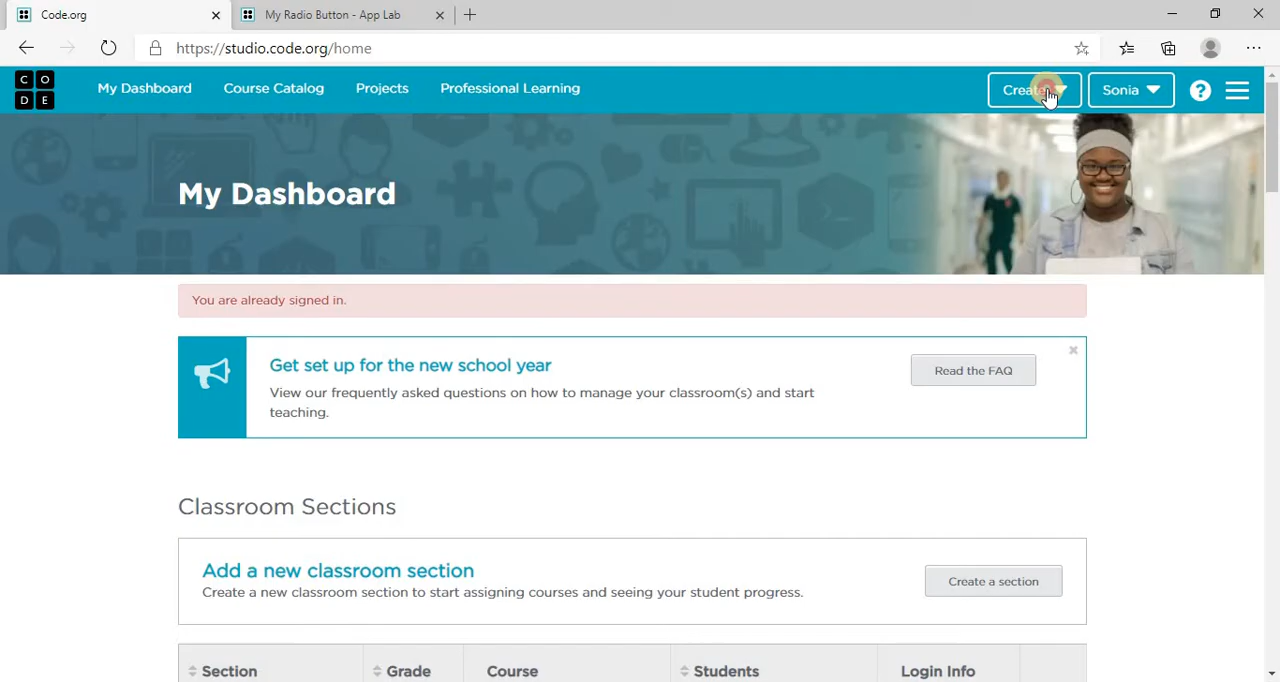 Code.org
My Radio Button - App Lab
https://studio.code.org/home
C O
D E
My Dashboard
Course Catalog
Projects
Professional Learning
Create
Sonia
?
My Dashboard
You are already signed in.
Get set up for the new school year
View our frequently asked questions on how to manage your classroom(s) and start
teaching.
Read the FAQ
Classroom Sections
Add a new classroom section
Create a new classroom section to start assigning courses and seeing your student progress.
Create a section
Section
Grade
Course
Students
Login Info